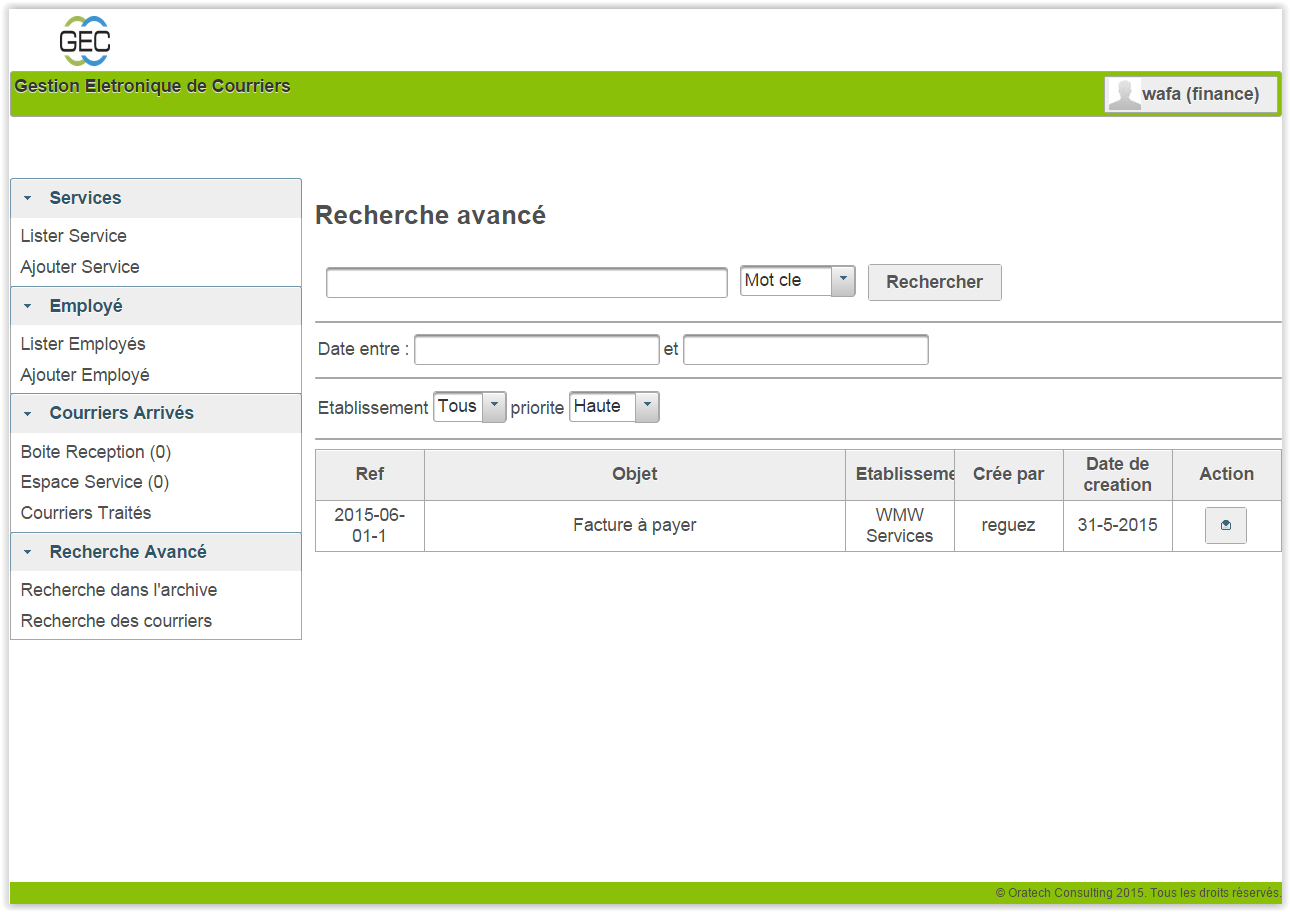 GEC
Gestion Eletronique de Courriers
wafa (finance)
Services
Lister Service
Ajouter Service
Employé
Lister Employés
Ajouter Employé
Courriers Arrivés
Boite Reception (0)
Espace Service (0)
Courriers Traités
Recherche Avancé
Recherche dans l'archive
Recherche des courriers
Recherche avancé
Mot cle Rechercher
Date entre : et
Etablissement Tous priorite Haute
Ref Objet Etablisseme Crée par Date de creation Action
2015-06-
01-1
Facture à payer
WMW
Services
reguez
31-5-2015
© Oratech Consulting 2015. Tous les droits réservés.